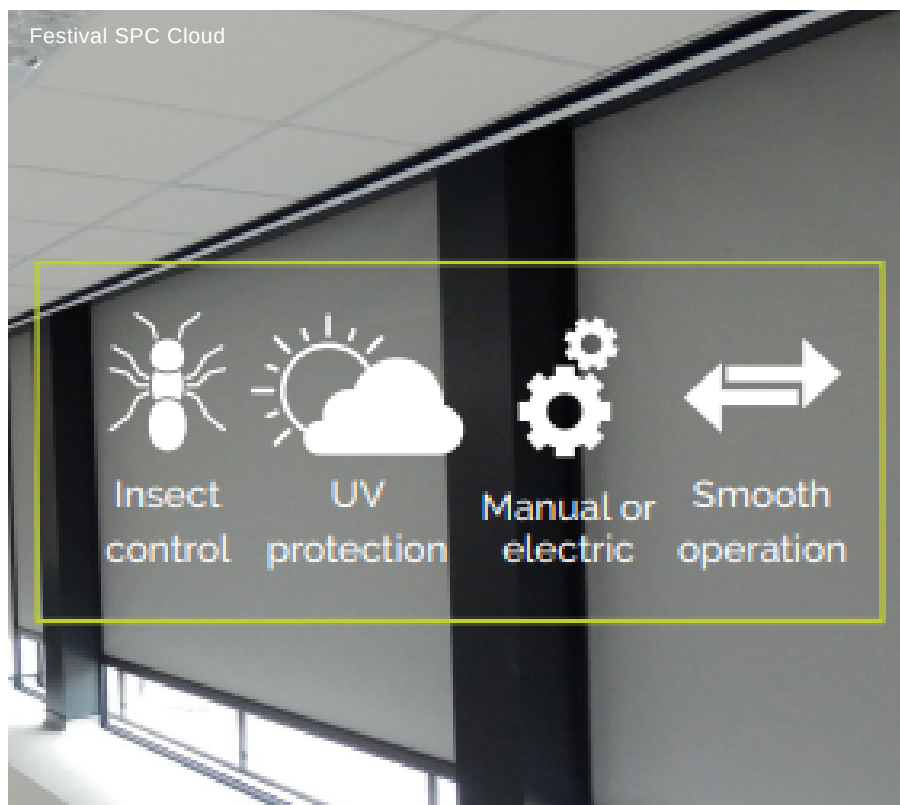 Festival SPC Cloud
Insect
control
UV
protection
Manual or
electric
Smooth
operation